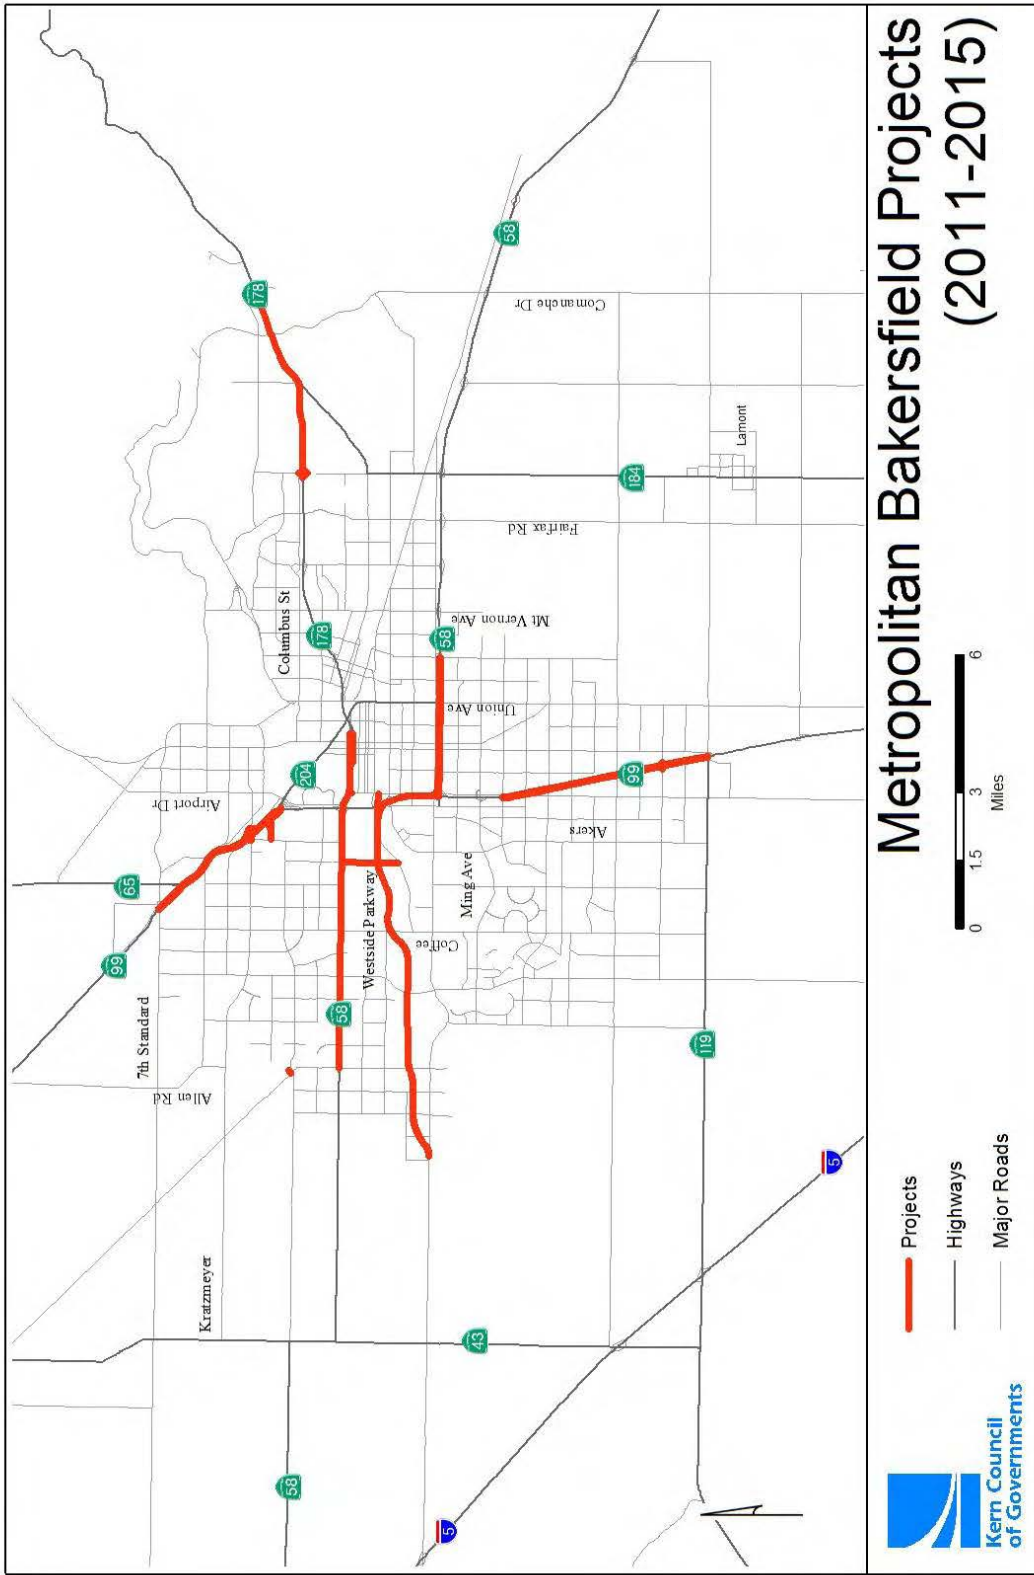 Metropolitan Bakersfield Projects
(2011-2015)
65
99
7th Standard
Allen Rd
Kratzmeyer
Airport Dr
204
178
Columbus St
178
58
Comanche Dr
58
43
5
58
Westside Parkway
Coffee
Ming Ave
Akers
Union Ave
Mt Vernon Ave
58
Fairfax Rd
184
Lamont
99
119
5
Kern Council
of Governments
Projects
Highways
Major Roads
0 1.5 3 6
Miles